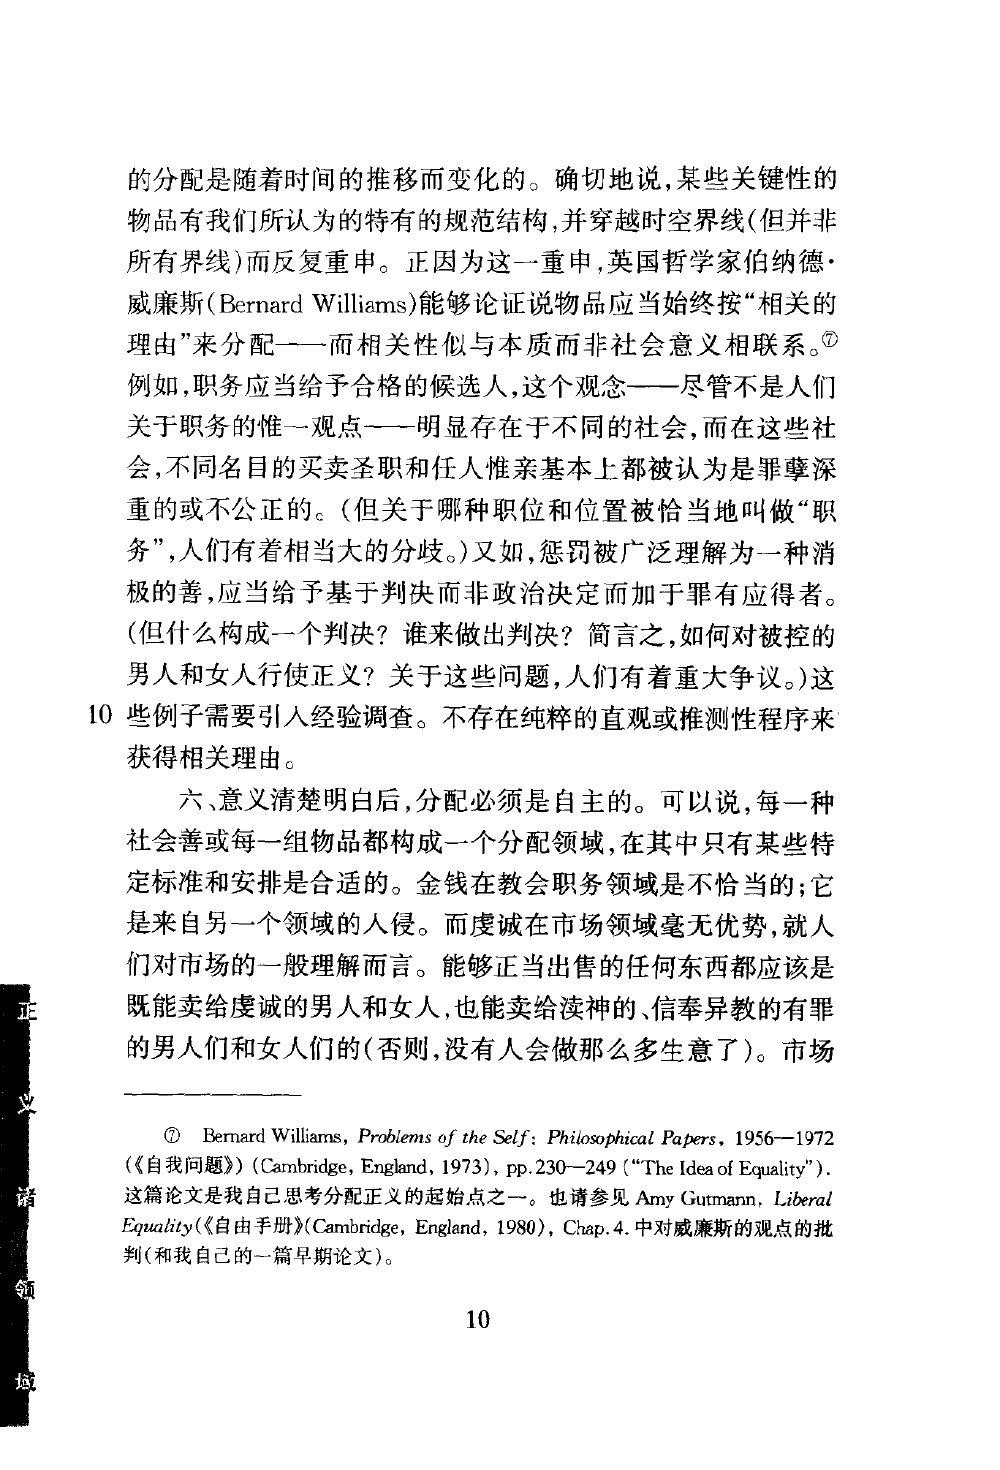 的分配是随着时间的推移而变化的。确切地说,某些关键性的
物品有我们所认为的特有的规范结构,并穿越时空界线(但并非
所有界线)而反复重申。正因为这一重申,英国哲学家伯纳德·
威廉斯(Bernard Williams)能够论证说物品应当始终按“相关的
理由”来分配——而相关性似与本质而非社会意义相联系。⑦
例如,职务应当给予合格的候选人,这个观念——尽管不是人们
关于职务的惟一观点——明显存在于不同的社会,而在这些社
会,不同名目的买卖圣职和任人惟亲基本上都被认为是罪孽深
重的或不公正的。(但关于哪种职位和位置被恰当地叫做“职
务”,人们有着相当大的分歧。)又如,惩罚被广泛理解为一种消
极的善,应当给予基于判决而非政治决定而加于罪有应得者。
(但什么构成一个判决?谁来做出判决?简言之,如何对被控的
男人和女人行使正义?关于这些问题,人们有着重大争议。)这
10 些例子需要引入经验调查。不存在纯粹的直观或推测性程序来
获得相关理由。
六、意义清楚明白后,分配必须是自主的。可以说,每一种
社会善或每一组物品都构成一个分配领域,在其中只有某些特
定标准和安排是合适的。金钱在教会职务领域是不恰当的;它
是来自另一个领域的入侵。而虔诚在市场领域毫无优势,就人
们对市场的一般理解而言。能够正当出售的任何东西都应该是
既能卖给虔诚的男人和女人,也能卖给渎神的、信奉异教的有罪
的男人们和女人们的(否则,没有人会做那么多生意了)。市场
⑦ Bernard Williams, Problems of the Self: Philosophical Papers, 1956—1972
(《自我问题》) (Cambridge, England, 1973), pp.230—249 (“The Idea of Equality”).
这篇论文是我自己思考分配正义的起始点之一。也请参见 Amy Gutmann, Liberal
Equality(《自由手册》(Cambridge, England, 1980), Chap.4. 中对威廉斯的观点的批
判(和我自己的一篇早期论文)。
10
正
义
诸
领
域